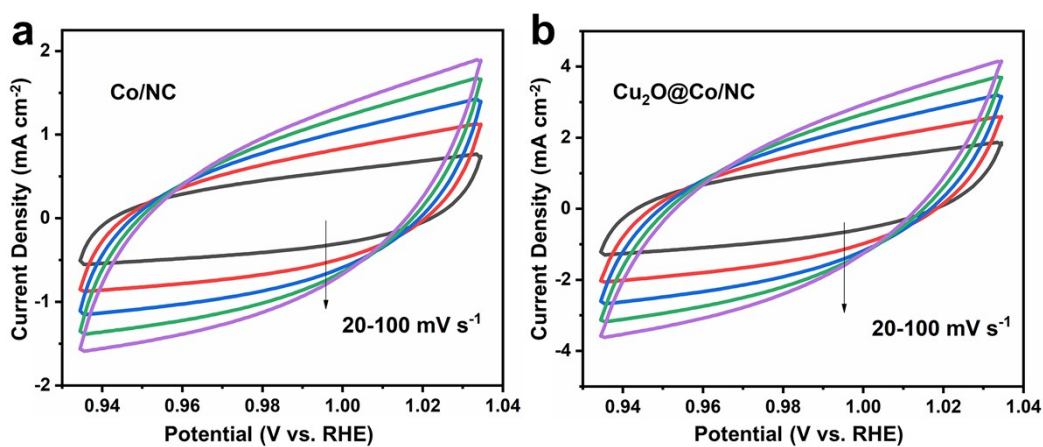 a
Co/NC
20-100 mV s⁻¹
Current Density (mA cm⁻²)
2
1
0
-1
-2
0.94
0.96
0.98
1.00
1.02
1.04
Potential (V vs. RHE)
b
Cu₂O@Co/NC
20-100 mV s⁻¹
Current Density (mA cm⁻²)
4
2
0
-2
-4
0.94
0.96
0.98
1.00
1.02
1.04
Potential (V vs. RHE)